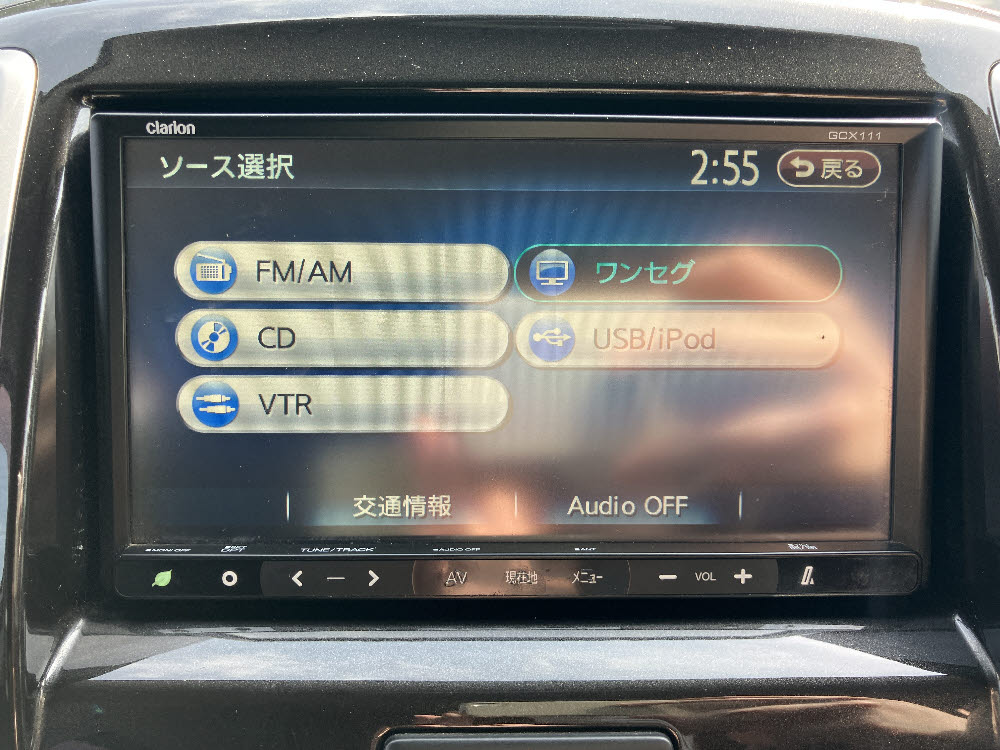 clarion
GCX111
ソース選択
2:55
戻る
FM/AM
ワンセグ
CD
USB/iPod
VTR
交通情報
Audio OFF
TUNE/TRACK
AUDIO OFF
AV
現在地
メニュー
VOL